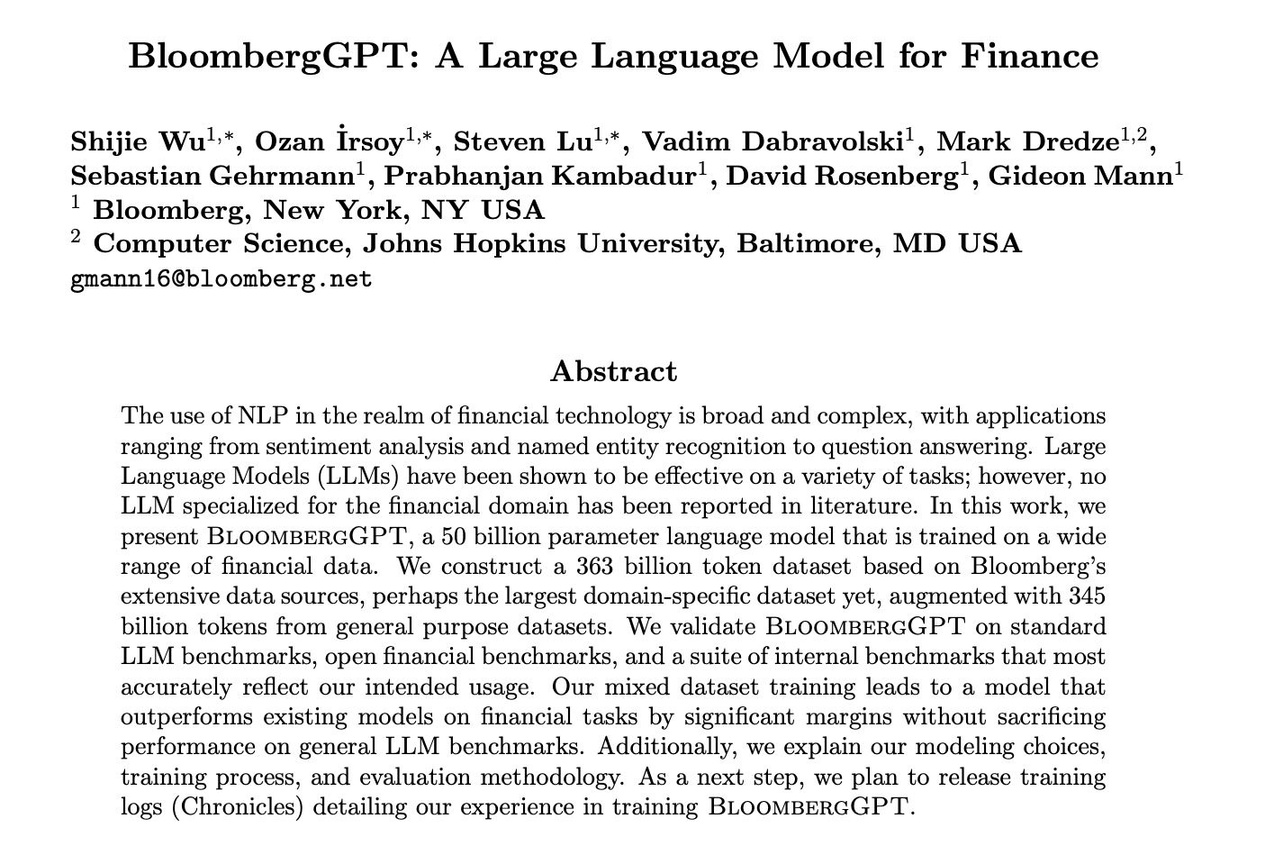 BloombergGPT: A Large Language Model for Finance
Shijie Wu1,*, Ozan İrsoy1,*, Steven Lu1,*, Vadim Dabravolski1, Mark Dredze1,2,
Sebastian Gehrmann1, Prabhanjan Kambadur1, David Rosenberg1, Gideon Mann1
1 Bloomberg, New York, NY USA
2 Computer Science, Johns Hopkins University, Baltimore, MD USA
gmann16@bloomberg.net
Abstract
The use of NLP in the realm of financial technology is broad and complex, with applications
ranging from sentiment analysis and named entity recognition to question answering. Large
Language Models (LLMs) have been shown to be effective on a variety of tasks; however, no
LLM specialized for the financial domain has been reported in literature. In this work, we
present BLOOMBERGGPT, a 50 billion parameter language model that is trained on a wide
range of financial data. We construct a 363 billion token dataset based on Bloomberg's
extensive data sources, perhaps the largest domain-specific dataset yet, augmented with 345
billion tokens from general purpose datasets. We validate BLOOMBERGGPT on standard
LLM benchmarks, open financial benchmarks, and a suite of internal benchmarks that most
accurately reflect our intended usage. Our mixed dataset training leads to a model that
outperforms existing models on financial tasks by significant margins without sacrificing
performance on general LLM benchmarks. Additionally, we explain our modeling choices,
training process, and evaluation methodology. As a next step, we plan to release training
logs (Chronicles) detailing our experience in training BLOOMBERGGPT.